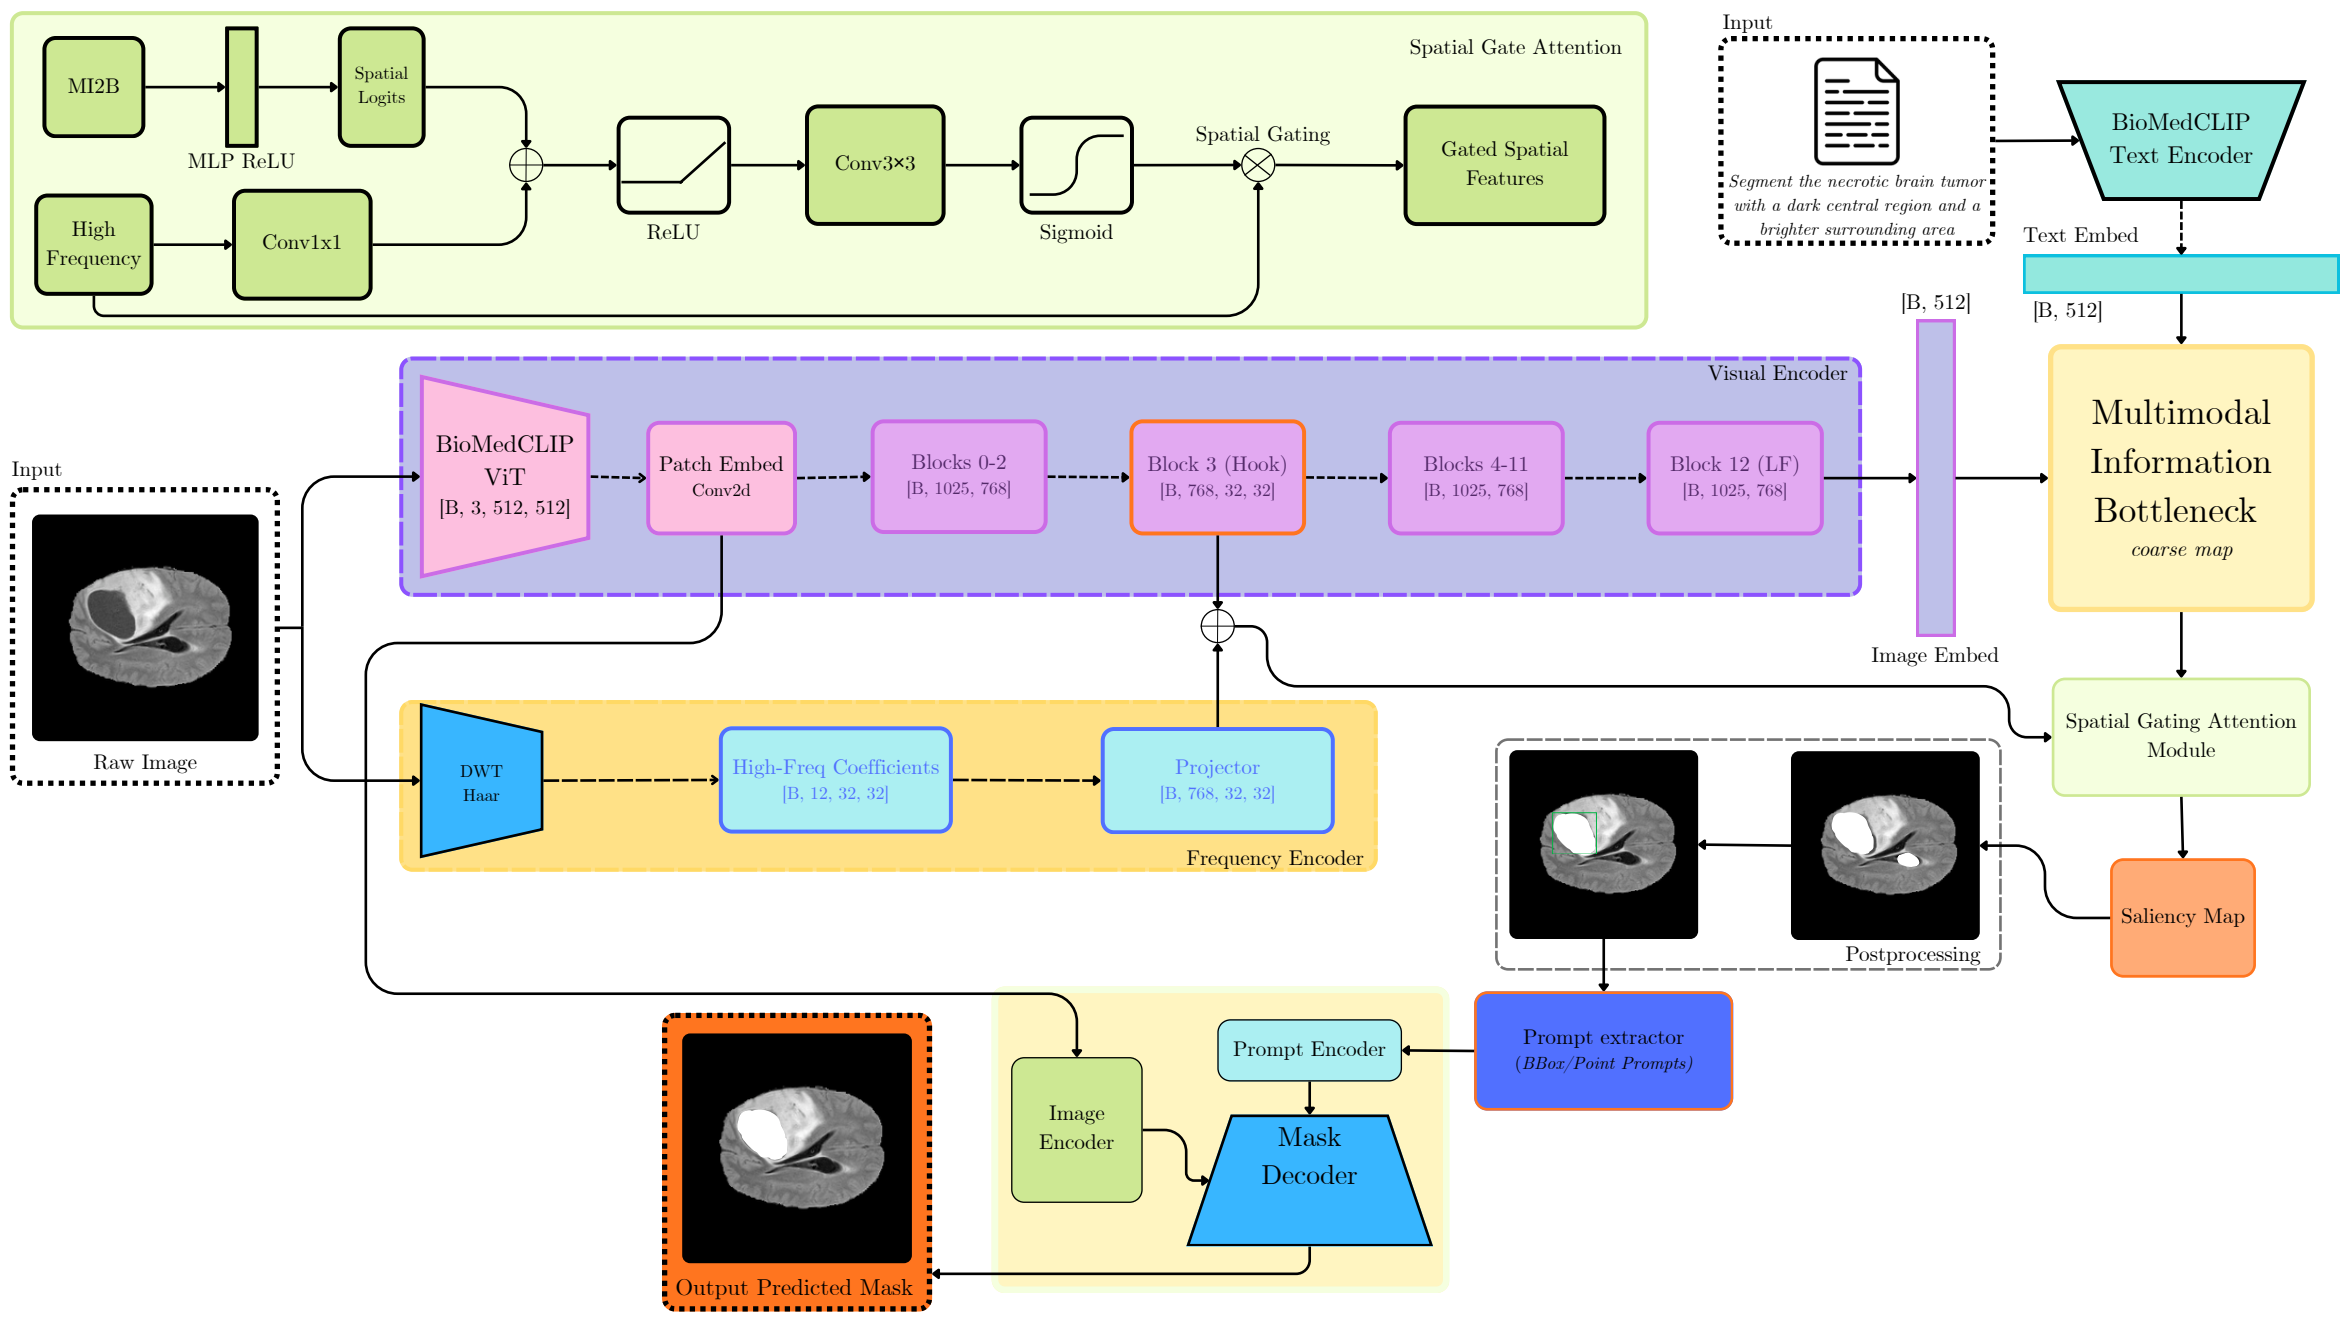 Spatial Gate Attention
MI2B
MLP ReLU
Spatial
Logits
High
Frequency
Conv1x1
ReLU
Conv3×3
Sigmoid
Spatial Gating
Gated Spatial
Features
Input
Segment the necrotic brain tumor
with a dark central region and a
brighter surrounding area
BioMedCLIP
Text Encoder
Text Embed
[B, 512]
[B, 512]
Image Embed
Visual Encoder
BioMedCLIP
ViT
[B, 3, 512, 512]
Patch Embed
Conv2d
Blocks 0-2
[B, 1025, 768]
Block 3 (Hook)
[B, 768, 32, 32]
Blocks 4-11
[B, 1025, 768]
Block 12 (LF)
[B, 1025, 768]
Multimodal
Information
Bottleneck
coarse map
Input
Raw Image
DWT
Haar
High-Freq Coefficients
[B, 12, 32, 32]
Projector
[B, 768, 32, 32]
Frequency Encoder
Spatial Gating Attention
Module
Saliency Map
Postprocessing
Prompt extractor
(BBox/Point Prompts)
Prompt Encoder
Image
Encoder
Mask
Decoder
Output Predicted Mask